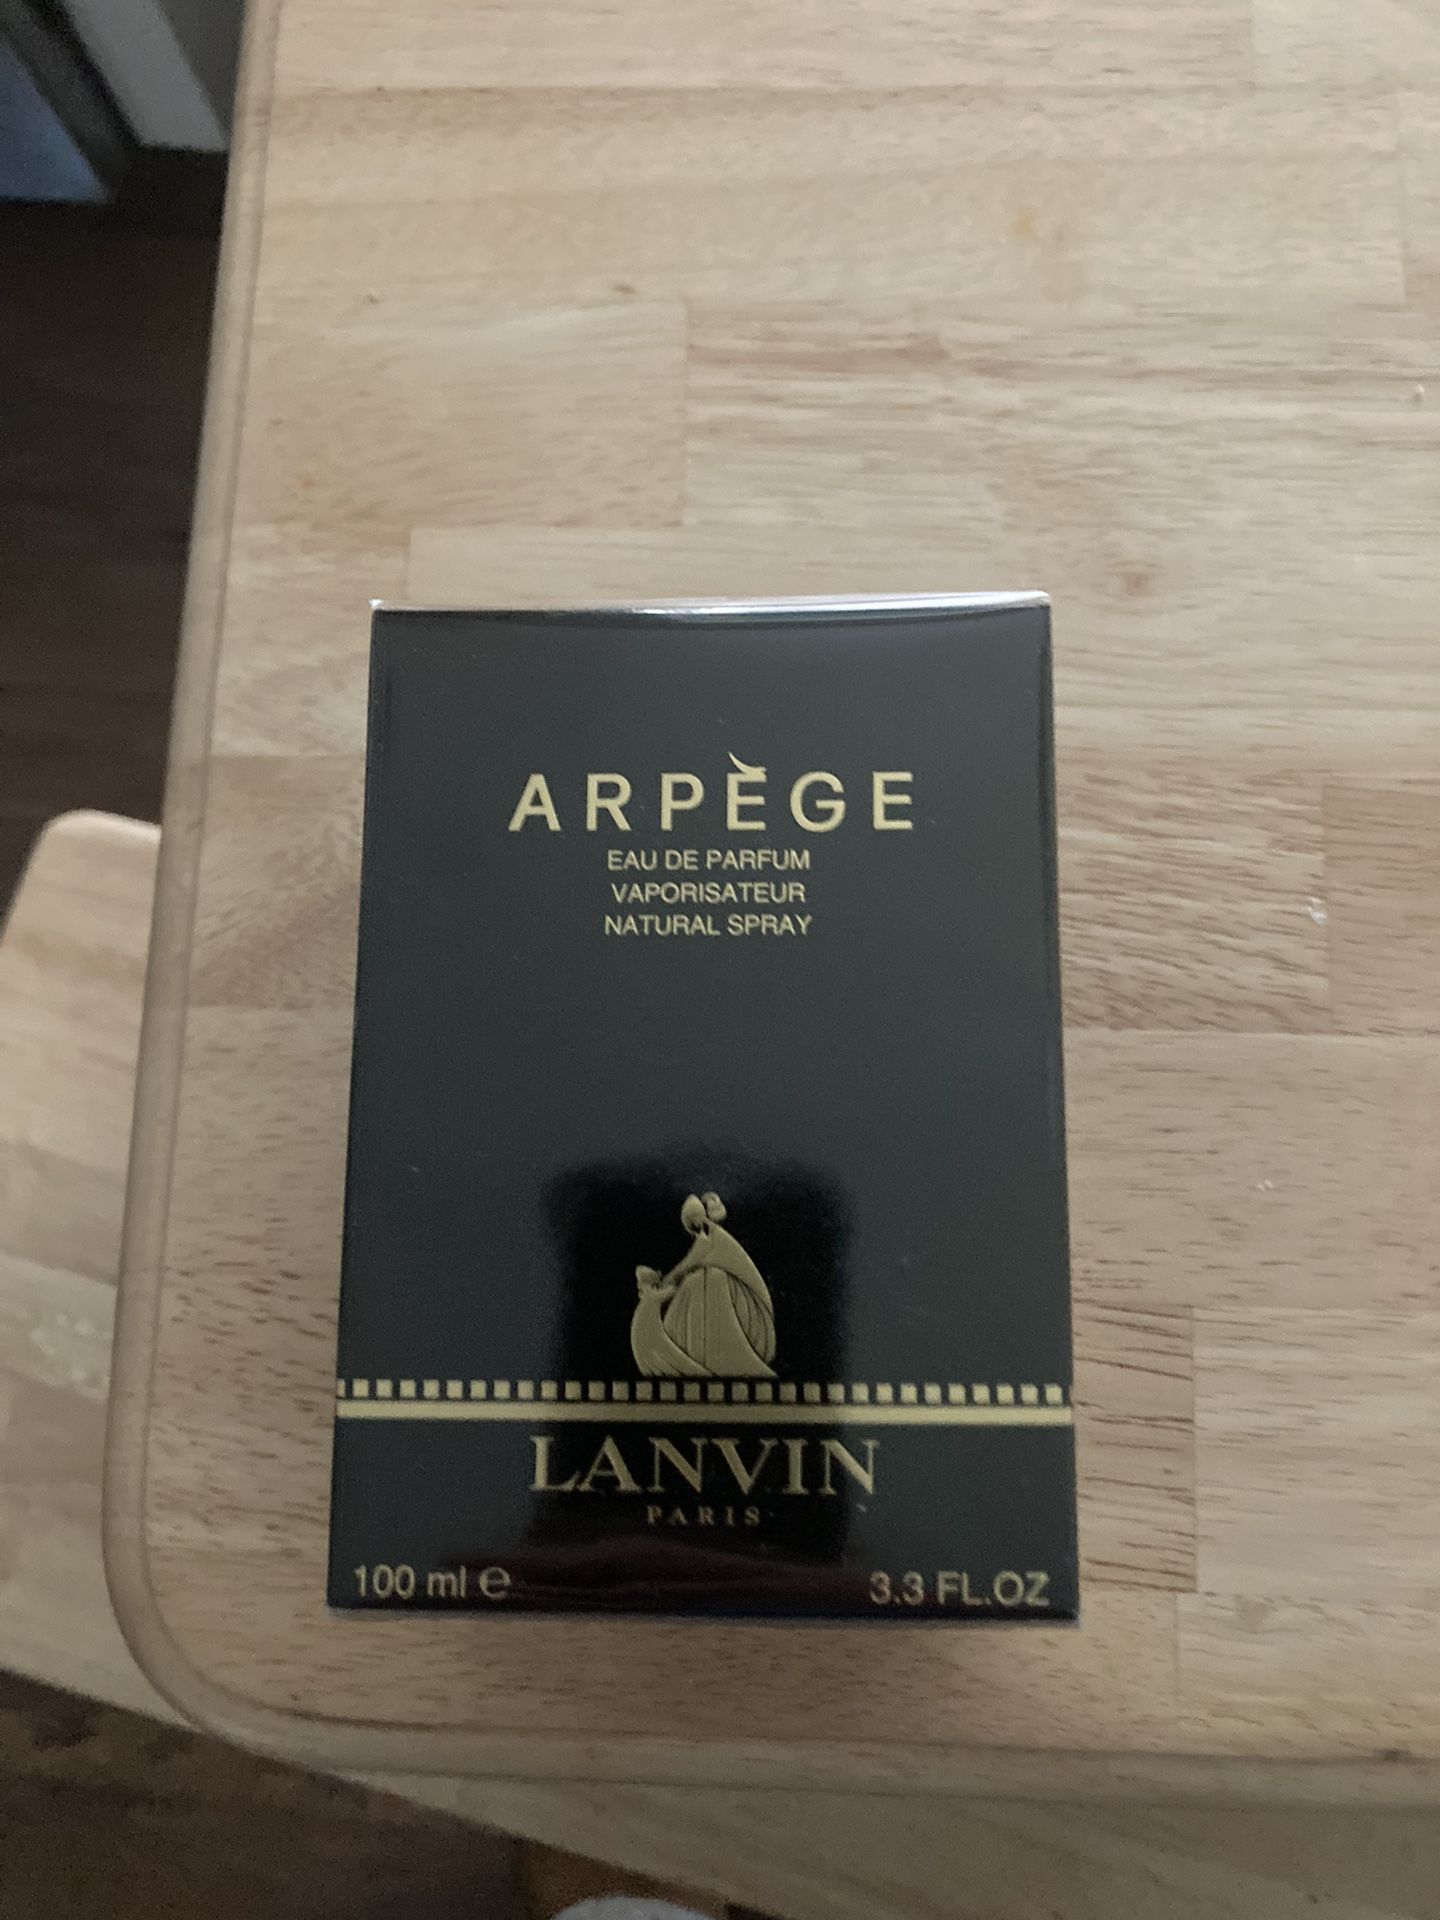 ARPÈGE
EAU DE PARFUM
VAPORISATEUR
NATURAL SPRAY
LANVIN
PARIS
100 ml ℮ 3.3 FL.OZ